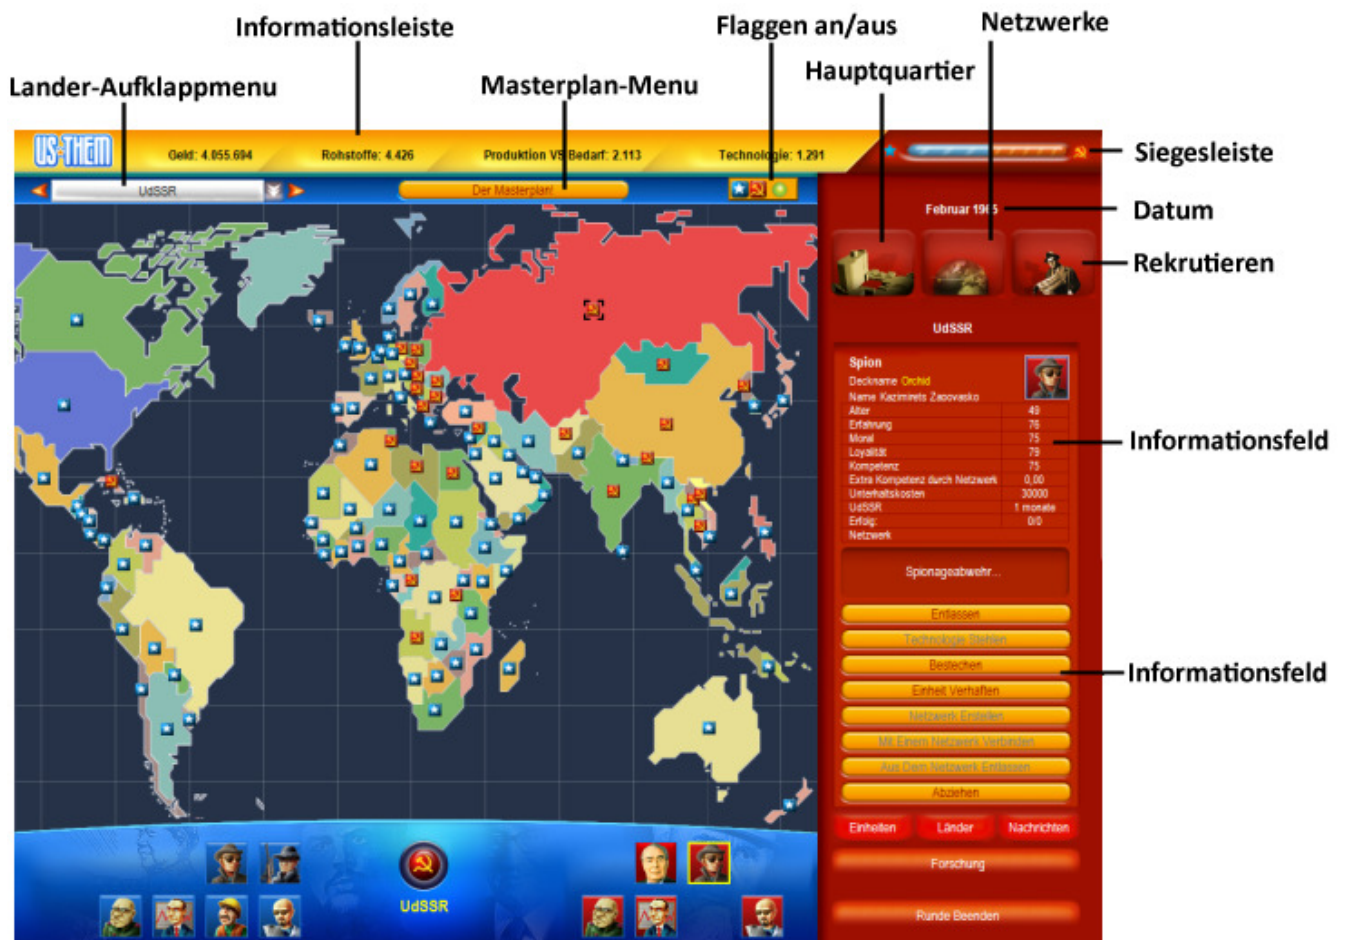 Informationsleiste
Flaggen an/aus
Netzwerke
Hauptquartier
Lander-Aufklappmenu
Masterplan-Menu
US THEM
Geld: 4.055.694
Rohstoffe: 4.426
Produktion VS Bedarf: 2.113
Technologie: 1.291
Siegesleiste
UdSSR
Der Masterplan!
Februar 1965
Datum
Rekrutieren
UdSSR
Spion
Deckname Orchid
Name Kazimirets Zapovasko
Alter 49
Erfahrung 76
Moral 75
Loyalität 79
Kompetenz 75
Extra Kompetenz durch Netzwerk 0,00
Unterhaltskosten 30000
UdSSR 1 monate
Erfolg: 0/0
Netzwerk
Informationsfeld
Spionageabwehr...
Entlassen
Technologie Stehlen
Bestechen
Einheit Verhaften
Netzwerk Erstellen
Mit Einem Netzwerk Verbinden
Aus Dem Netzwerk Entlassen
Abziehen
Informationsfeld
Einheiten
Länder
Nachrichten
Forschung
Runde Beenden
UdSSR